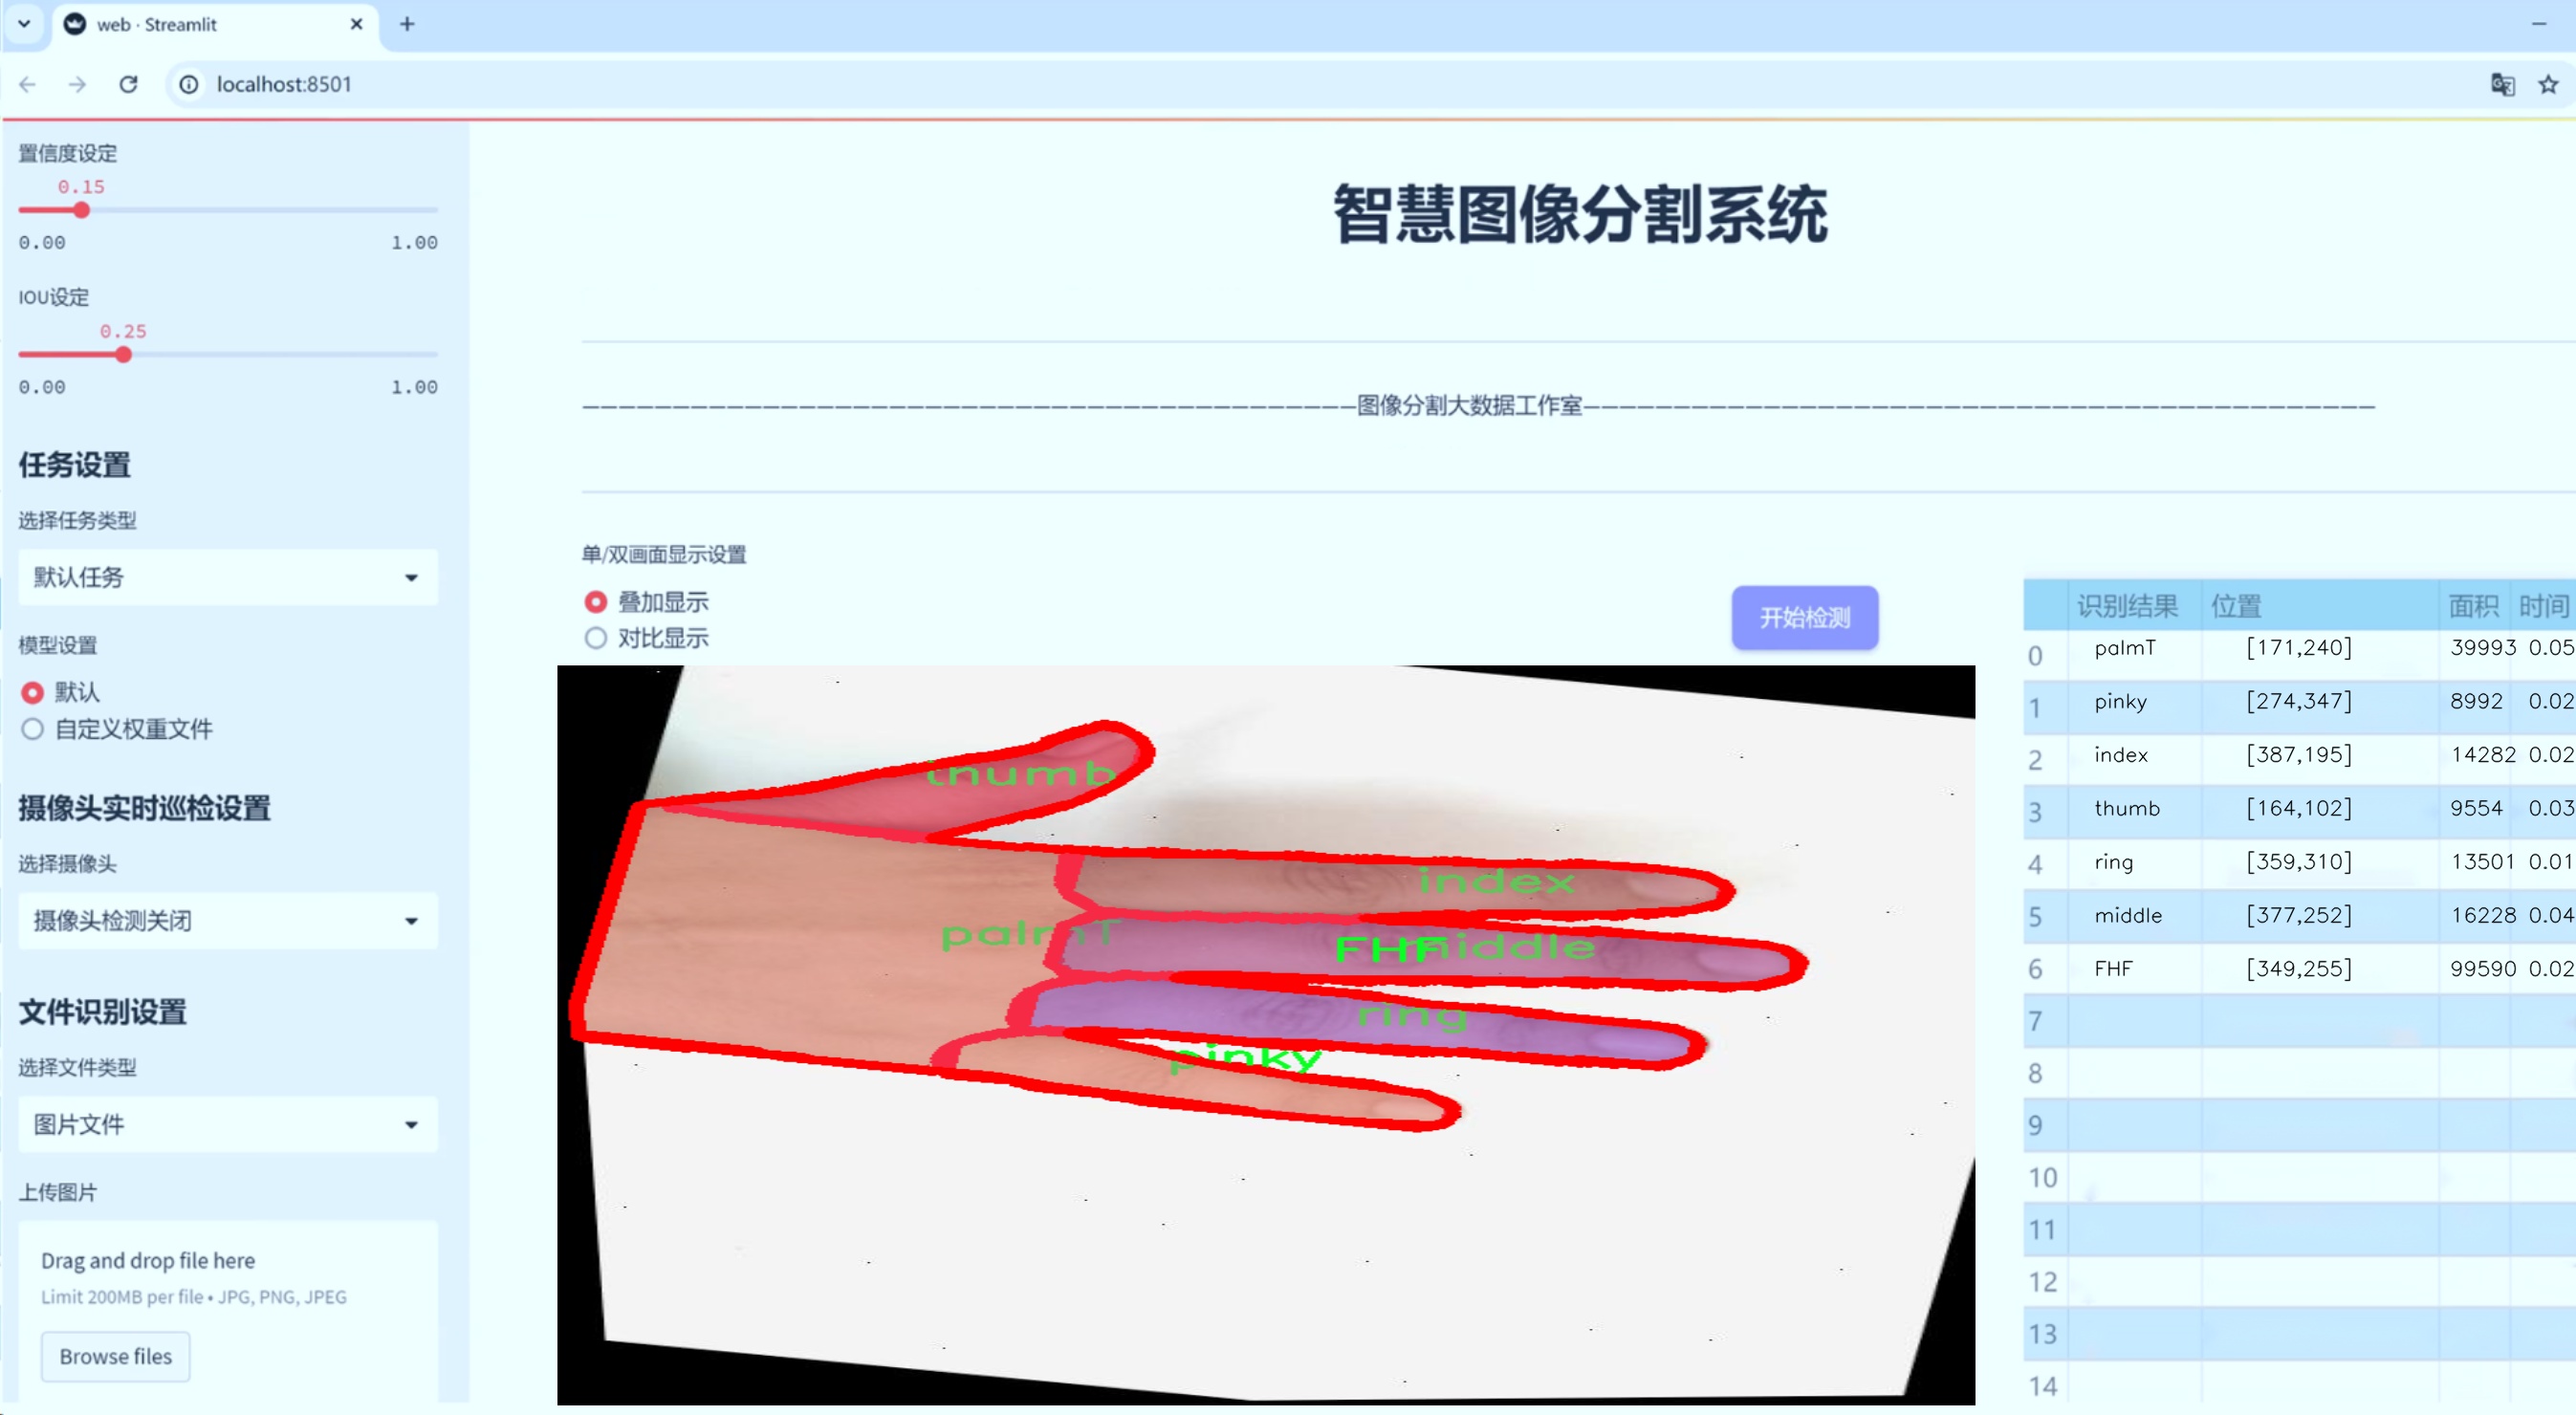 web · Streamlit
localhost:8501
置信度设定
0.15
0.00 1.00
IOU设定
0.25
0.00 1.00
任务设置
选择任务类型
默认任务
模型设置
默认
自定义权重文件
摄像头实时巡检设置
选择摄像头
摄像头检测关闭
文件识别设置
选择文件类型
图片文件
上传图片
Drag and drop file here
Limit 200MB per file • JPG, PNG, JPEG
Browse files
智慧图像分割系统
图像分割大数据工作室
单/双画面显示设置
叠加显示
对比显示
开始检测
thumb
index
palmT
FHF middle
ring
pinky
识别结果 位置 面积 时间
0 palmT [171,240] 39993 0.05
1 pinky [274,347] 8992 0.02
2 index [387,195] 14282 0.02
3 thumb [164,102] 9554 0.03
4 ring [359,310] 13501 0.01
5 middle [377,252] 16228 0.04
6 FHF [349,255] 99590 0.02
7
8
9
10
11
12
13
14